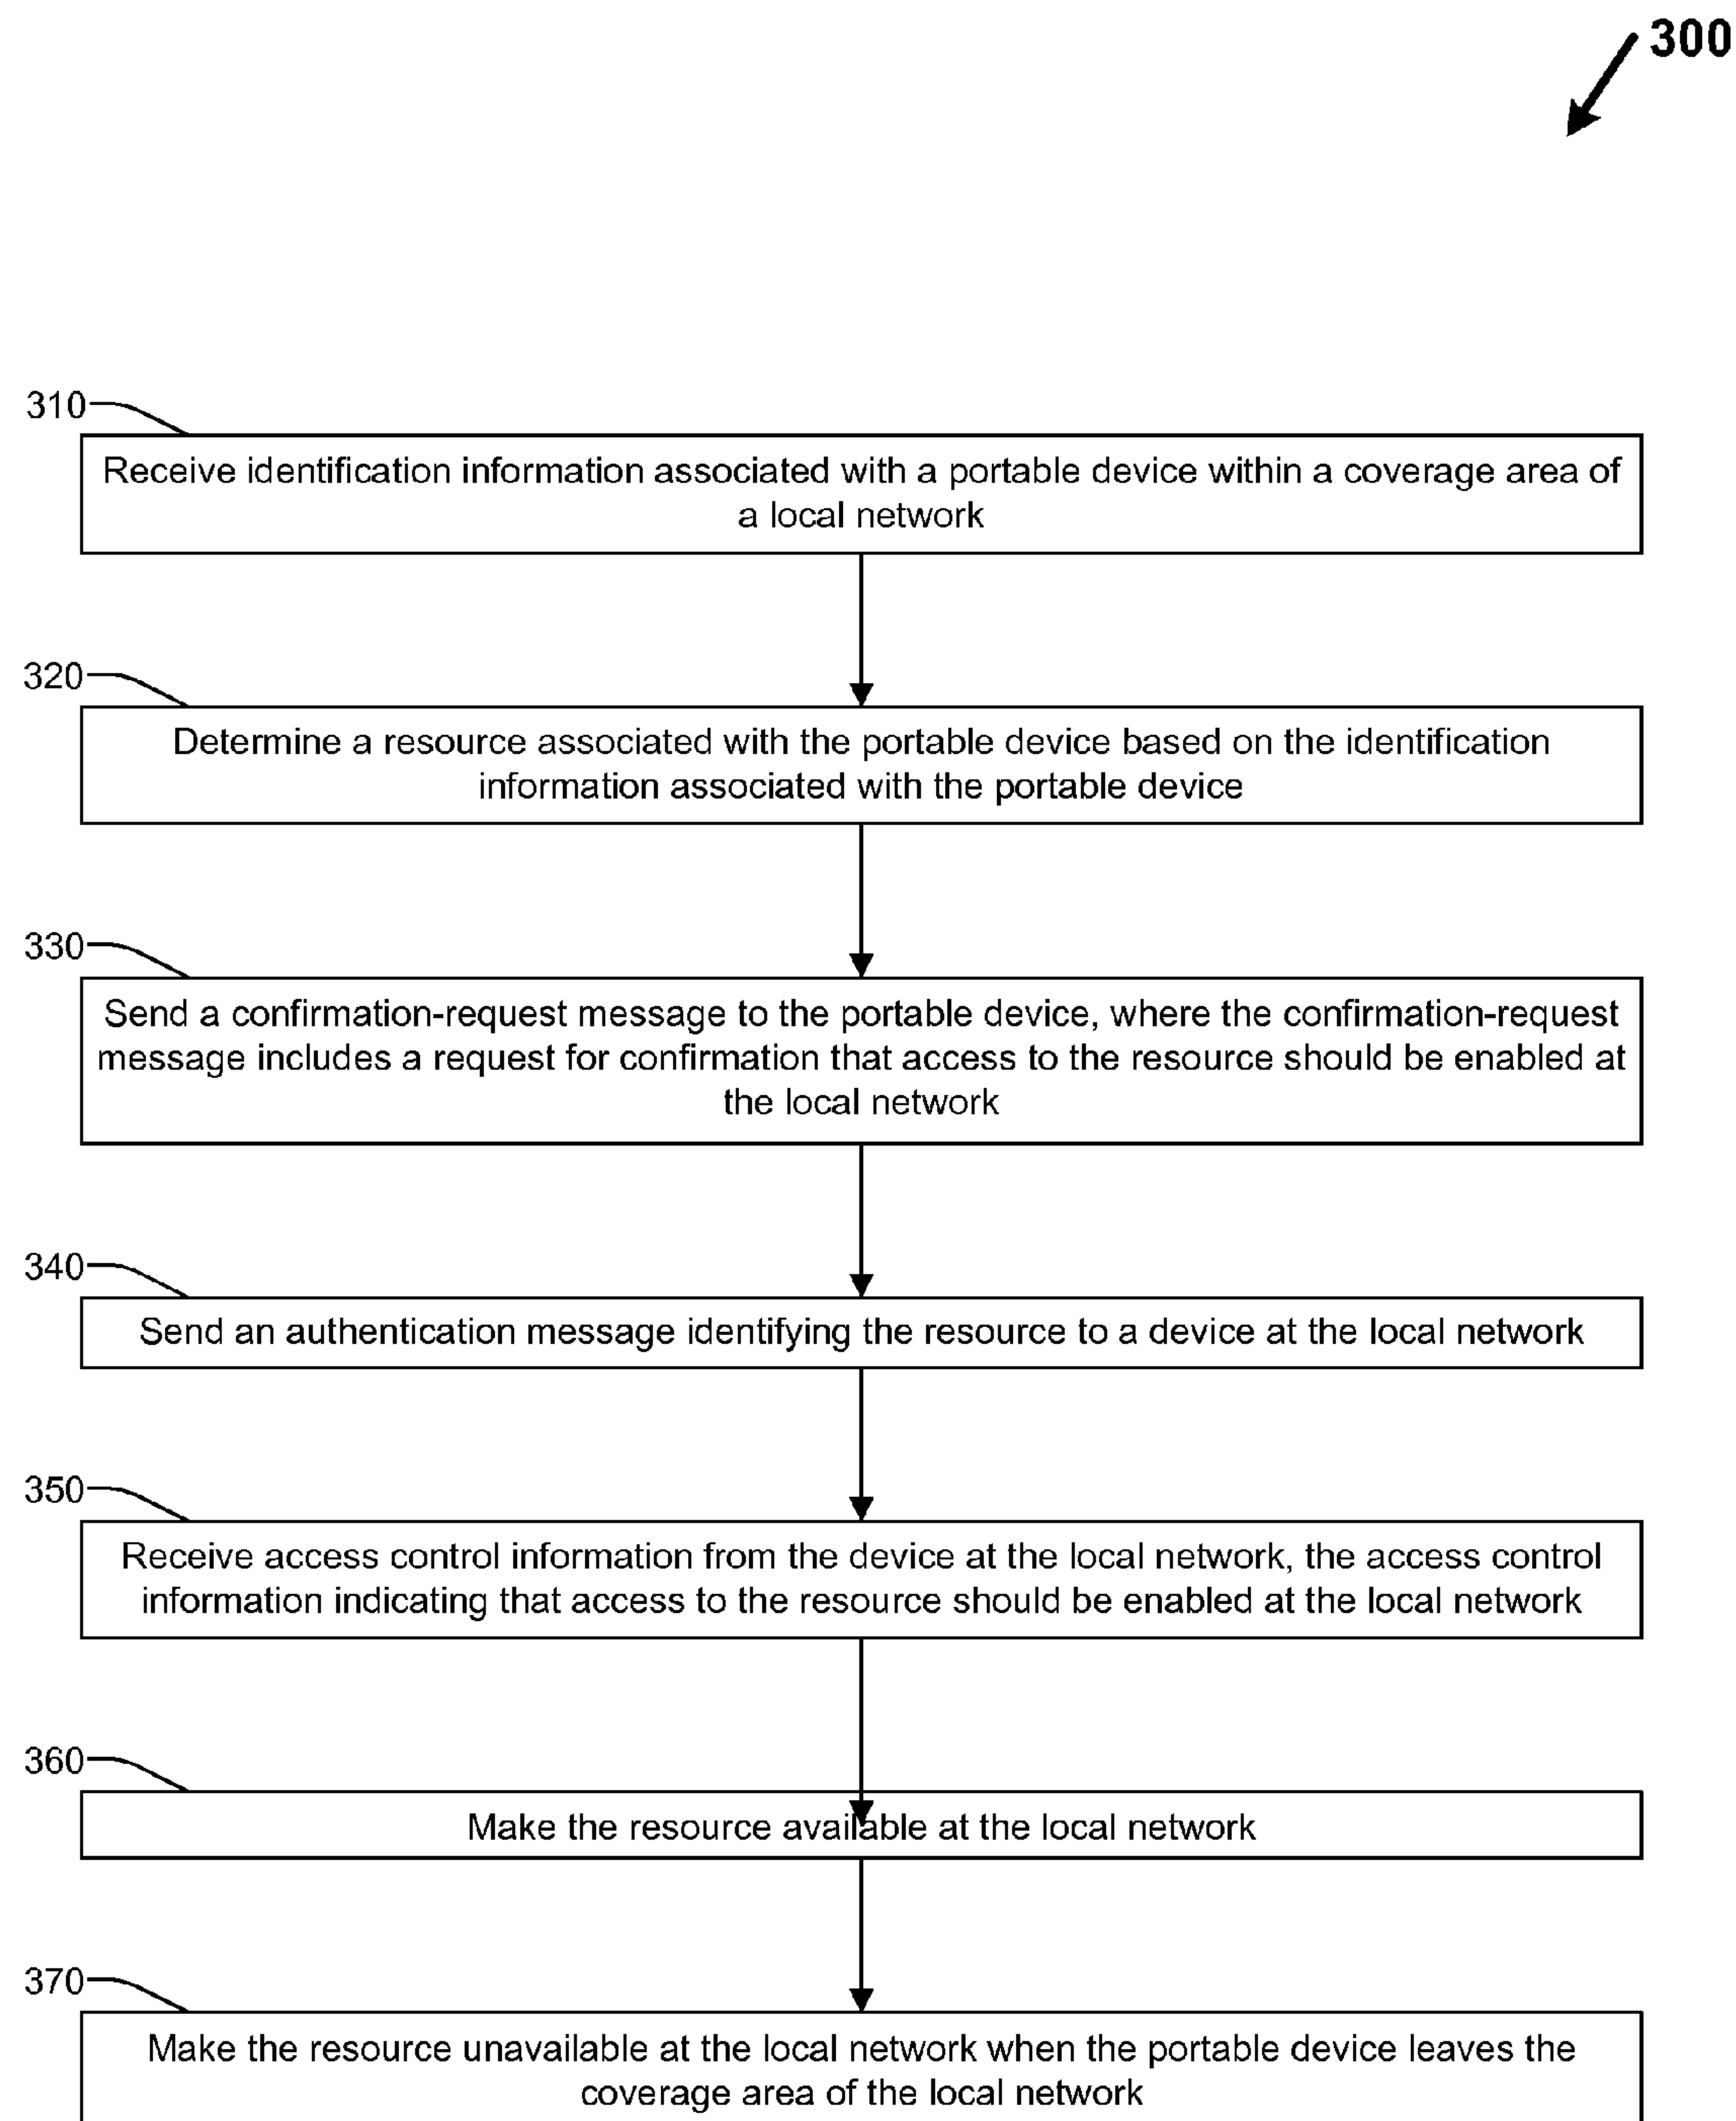 300
310
Receive identification information associated with a portable device within a coverage area of
a local network
320
Determine a resource associated with the portable device based on the identification
information associated with the portable device
330
Send a confirmation-request message to the portable device, where the confirmation-request
message includes a request for confirmation that access to the resource should be enabled at
the local network
340
Send an authentication message identifying the resource to a device at the local network
350
Receive access control information from the device at the local network, the access control
information indicating that access to the resource should be enabled at the local network
360
Make the resource available at the local network
370
Make the resource unavailable at the local network when the portable device leaves the
coverage area of the local network